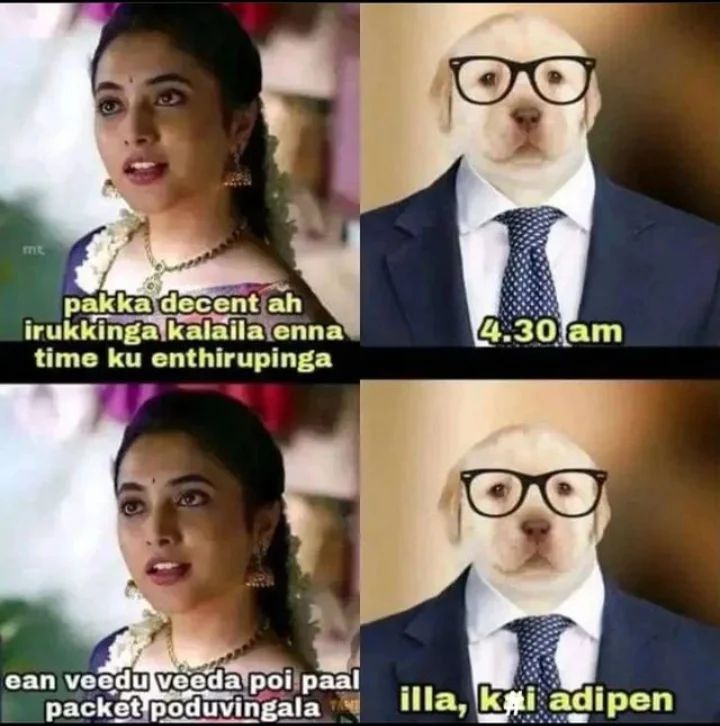 mt
pakka decent ah
irukkinga kalaila enna
time ku enthirupinga
4.30 am
ean veedu veeda poi paal
packet poduvingala
illa, k#i adipen